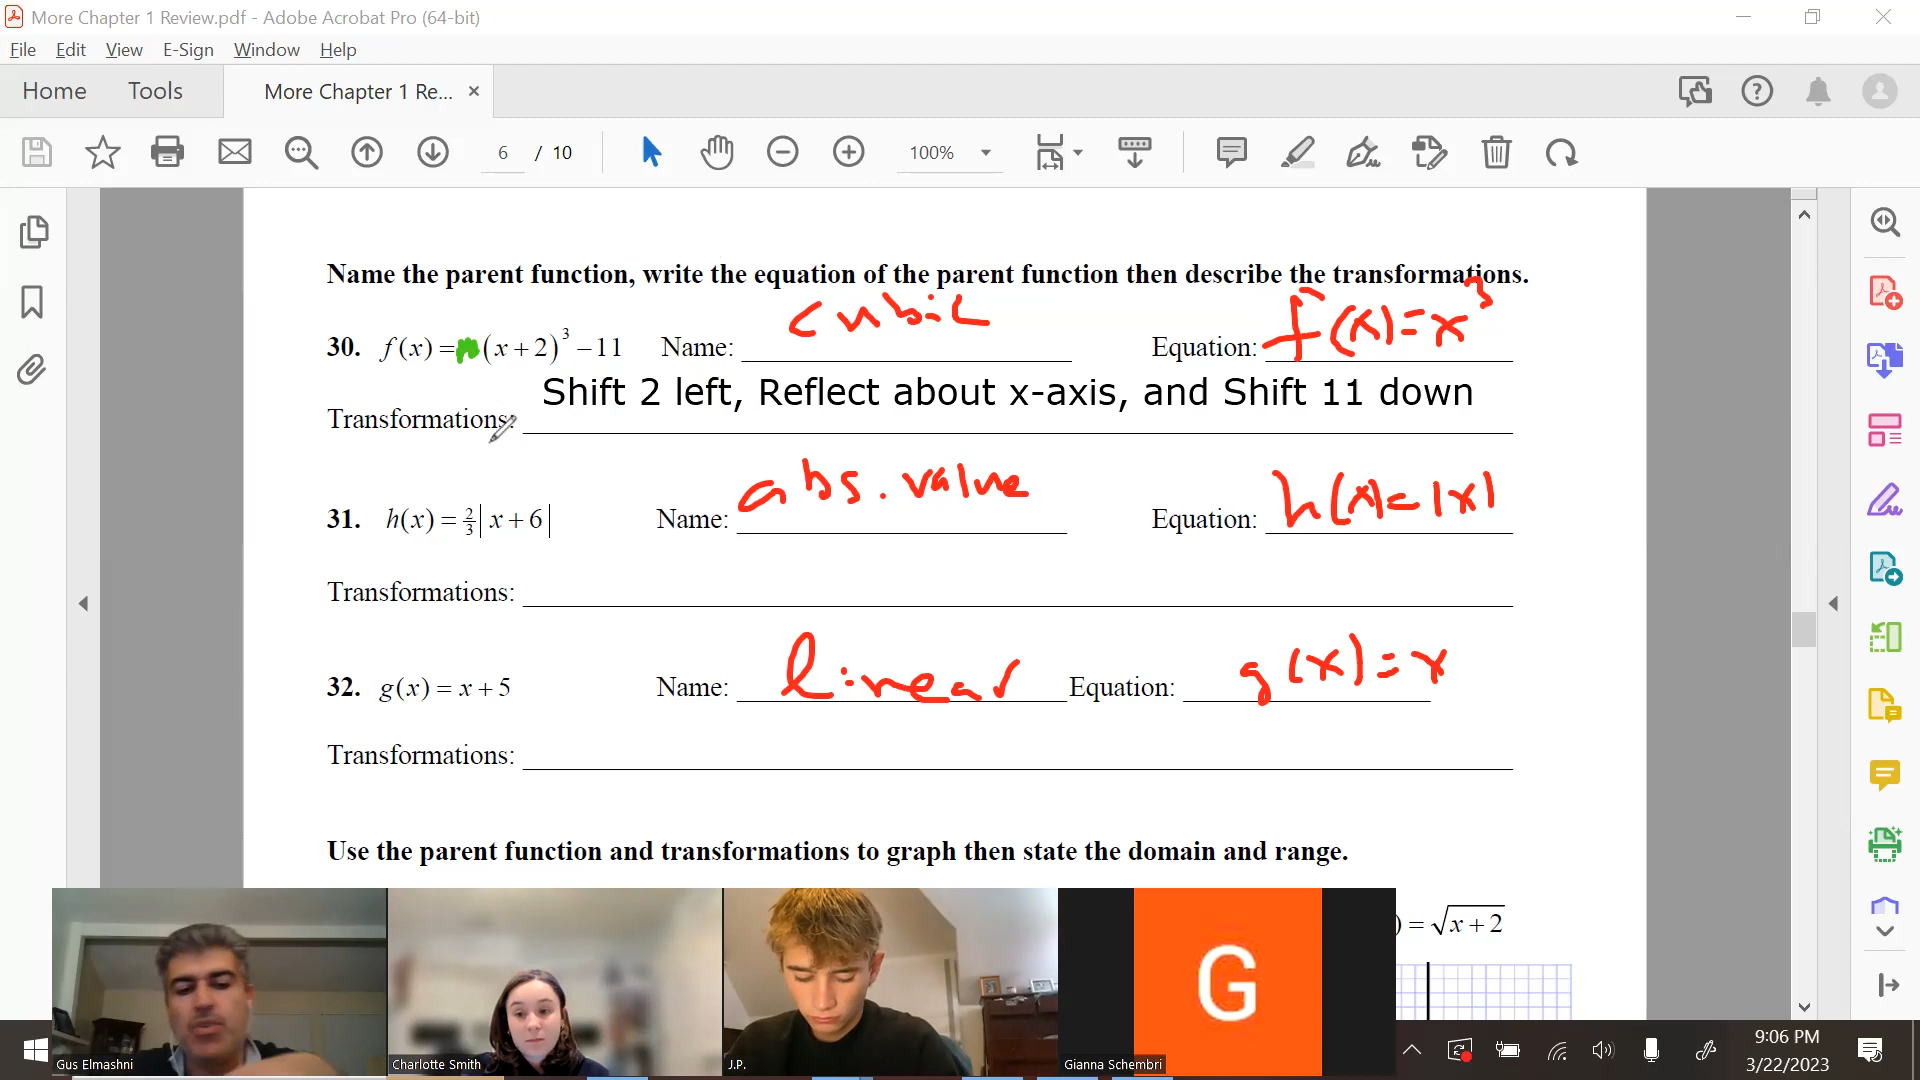 More Chapter 1 Review.pdf - Adobe Acrobat Pro (64-bit)
File Edit View E-Sign Window Help
Home Tools More Chapter 1 Re... ×
6 / 10 100%
Name the parent function, write the equation of the parent function then describe the transformations.
30. f(x) = (x+2)³ −11 Name: cubic Equation: f(x)=x³
Shift 2 left, Reflect about x-axis, and Shift 11 down
Transformations:
31. h(x) = 2/3|x+6| Name: abs. value Equation: h(x)=|x|
Transformations:
32. g(x) = x+5 Name: linear Equation: g(x)=x
Transformations:
Use the parent function and transformations to graph then state the domain and range.
) = √x+2
G
Gus Elmashni
Charlotte Smith
J.P.
Gianna Schembri
9:06 PM
3/22/2023